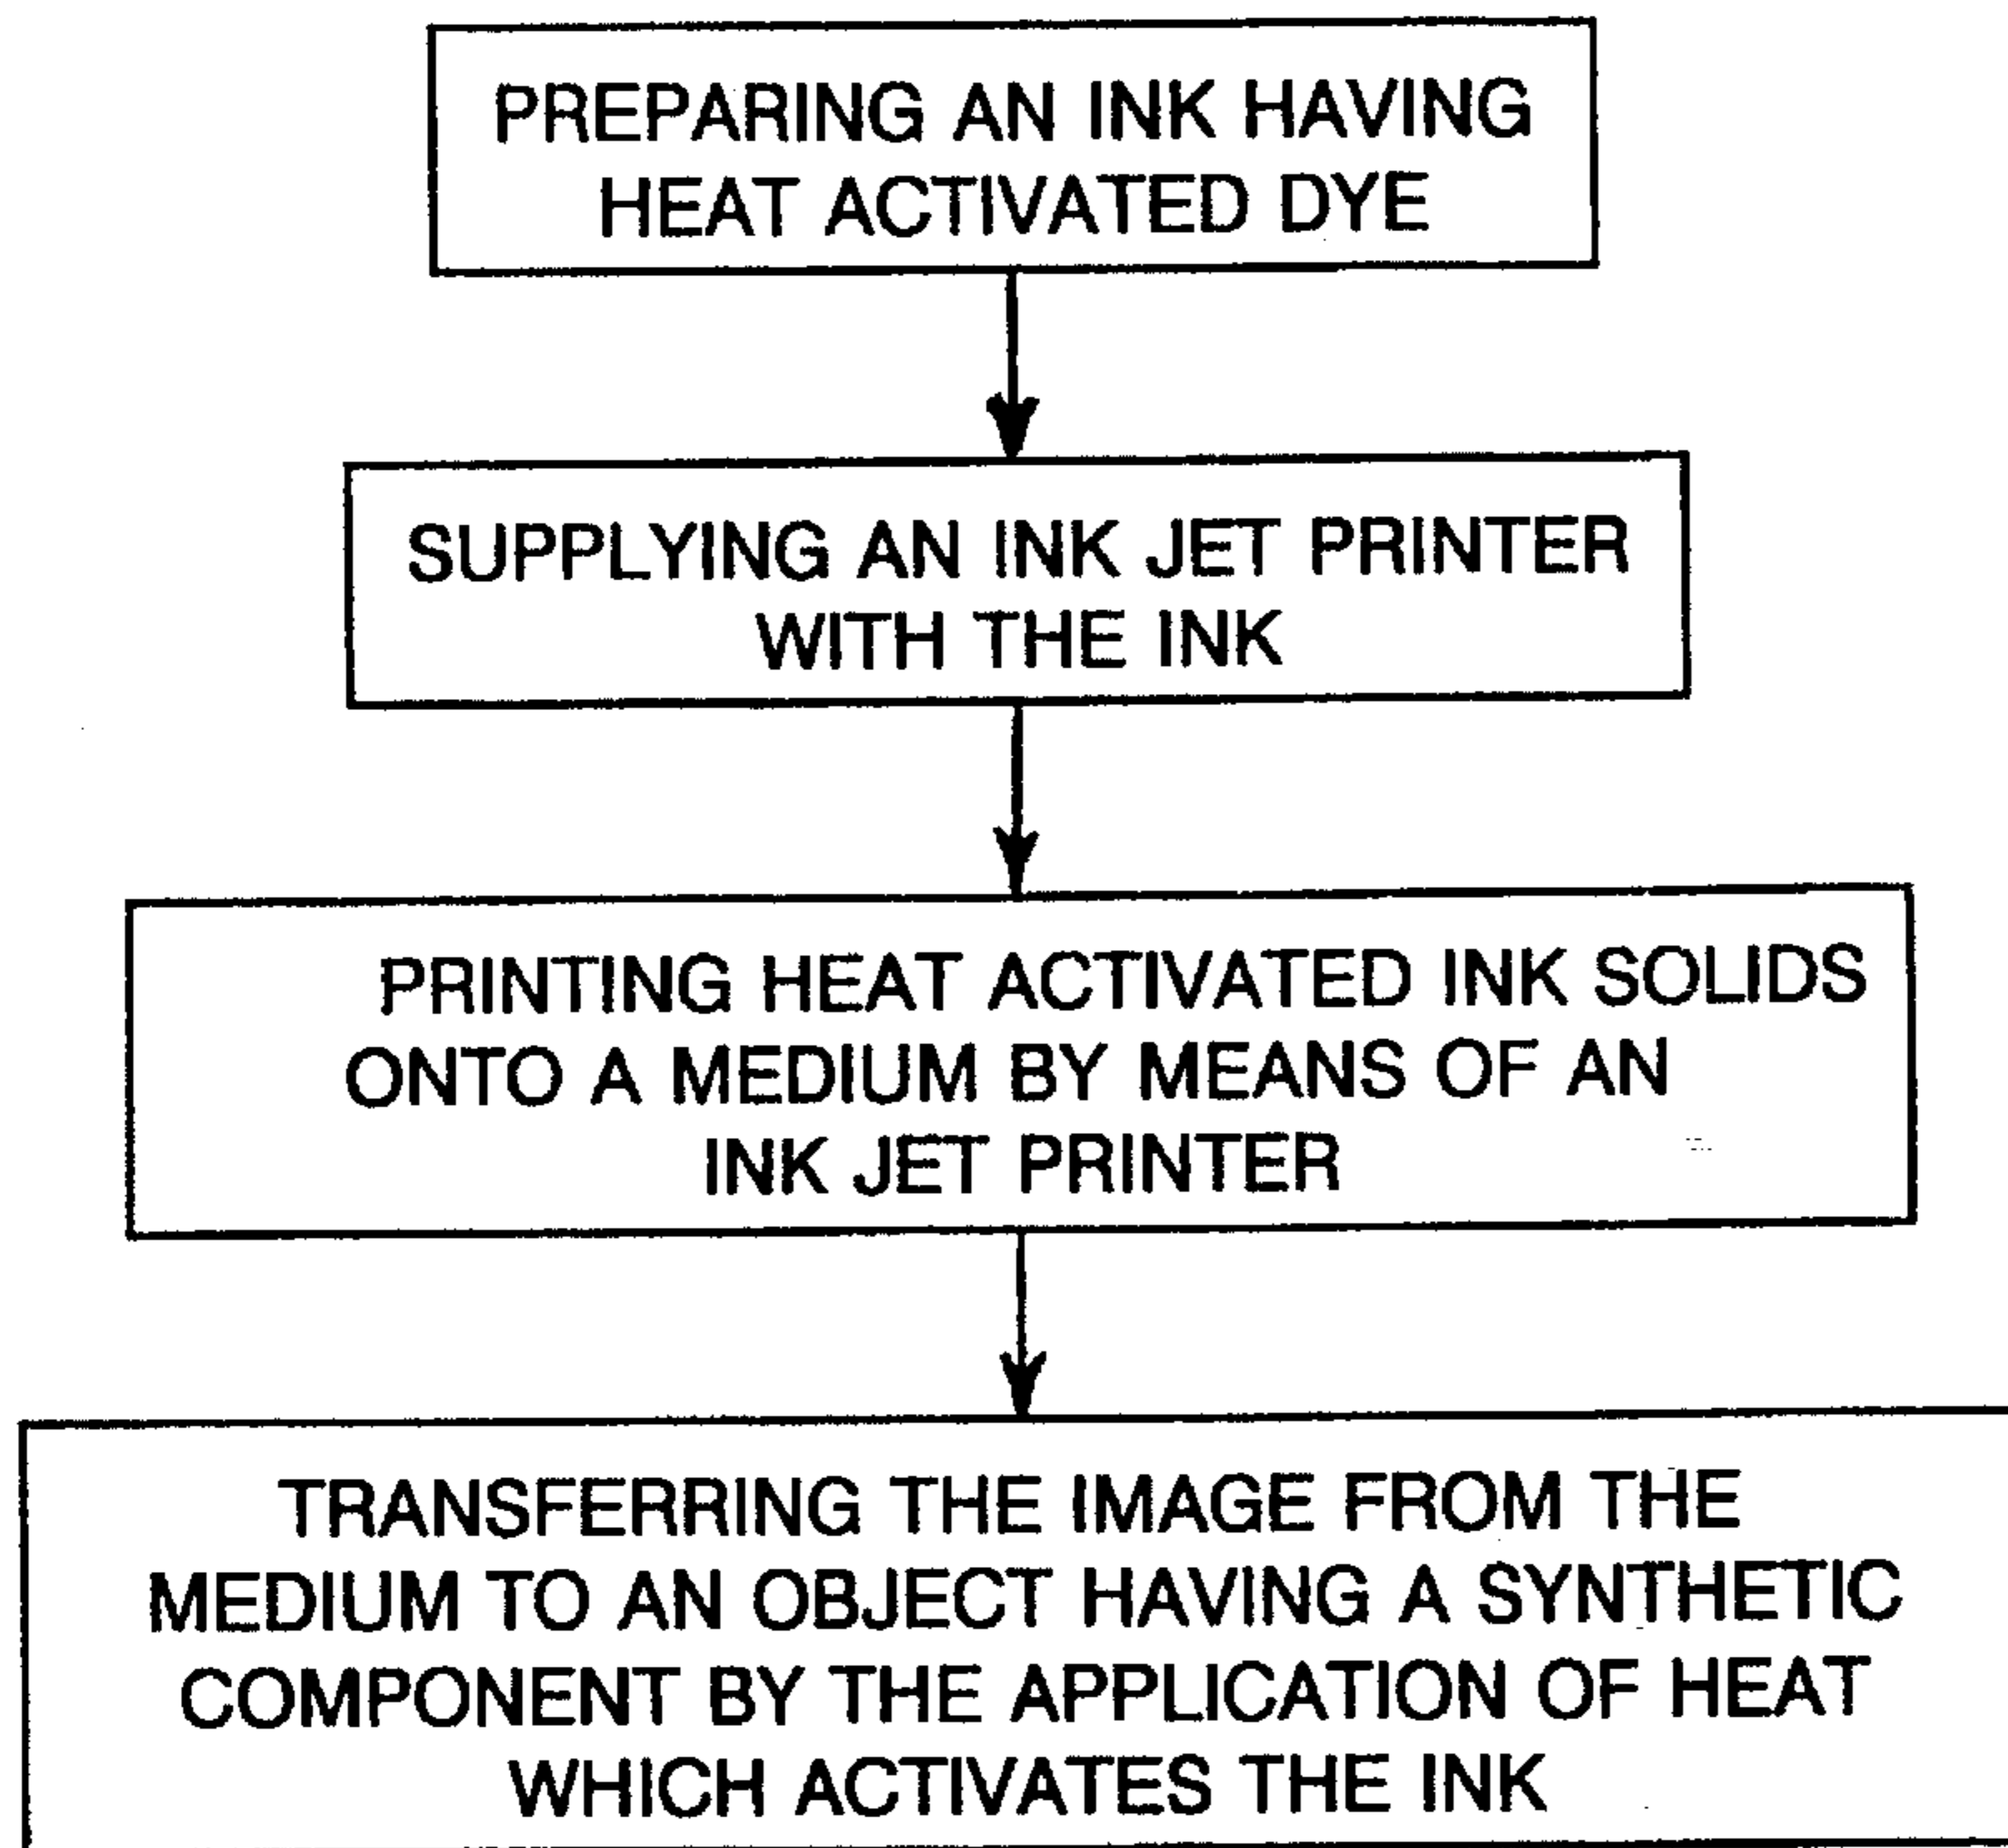 PREPARING AN INK HAVING
HEAT ACTIVATED DYE
SUPPLYING AN INK JET PRINTER
WITH THE INK
PRINTING HEAT ACTIVATED INK SOLIDS
ONTO A MEDIUM BY MEANS OF AN
INK JET PRINTER
TRANSFERRING THE IMAGE FROM THE
MEDIUM TO AN OBJECT HAVING A SYNTHETIC
COMPONENT BY THE APPLICATION OF HEAT
WHICH ACTIVATES THE INK